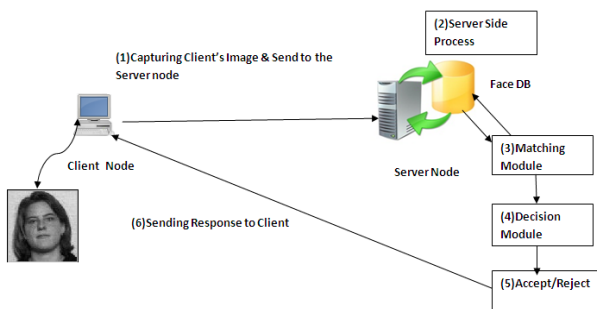 (1)Capturing Client's Image & Send to the
Server node
(2)Server Side
Process
Face DB
Client Node
Server Node
(3)Matching
Module
(4)Decision
Module
(5)Accept/Reject
(6)Sending Response to Client